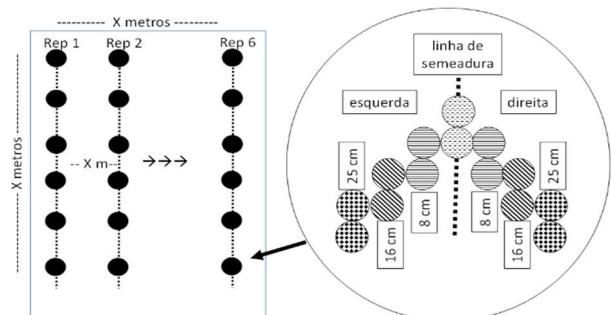 X metros
Rep 1
Rep 2
Rep 6
X metros
X m
linha de
semeadura
esquerda
direita
25 cm
16 cm
8 cm
8 cm
16 cm
25 cm